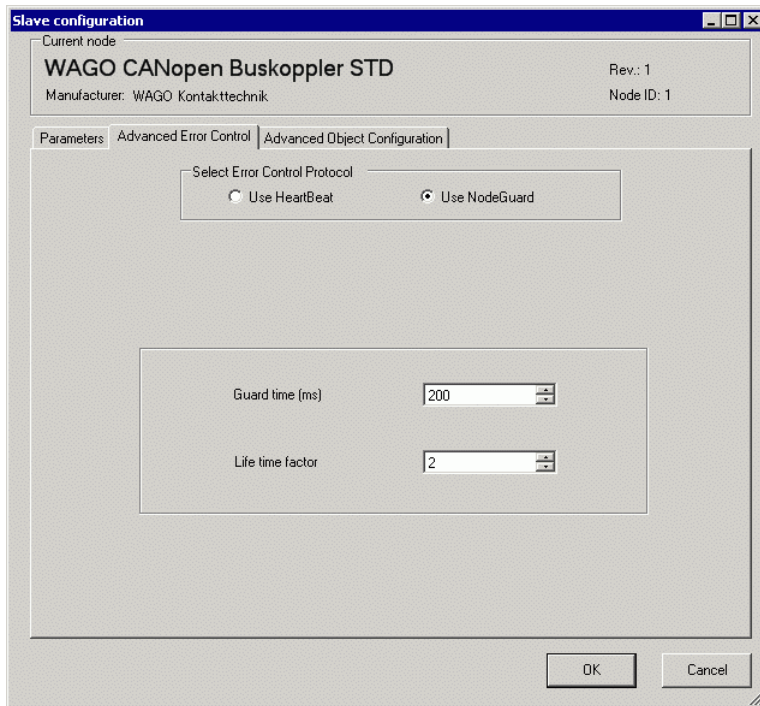 Slave configuration
Current node
WAGO CANopen Buskoppler STD
Rev.: 1
Manufacturer: WAGO Kontakttechnik
Node ID: 1
Parameters
Advanced Error Control
Advanced Object Configuration
Select Error Control Protocol
Use HeartBeat
Use NodeGuard
Guard time (ms)
200
Life time factor
2
OK
Cancel